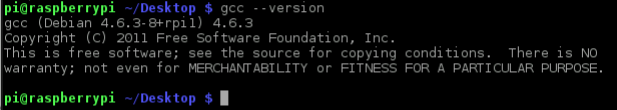 pi@raspberrypi ~/Desktop $ gcc --version
gcc (Debian 4.6.3-8+rpi1) 4.6.3
Copyright (C) 2011 Free Software Foundation, Inc.
This is free software; see the source for copying conditions.  There is NO
warranty; not even for MERCHANTABILITY or FITNESS FOR A PARTICULAR PURPOSE.
pi@raspberrypi ~/Desktop $